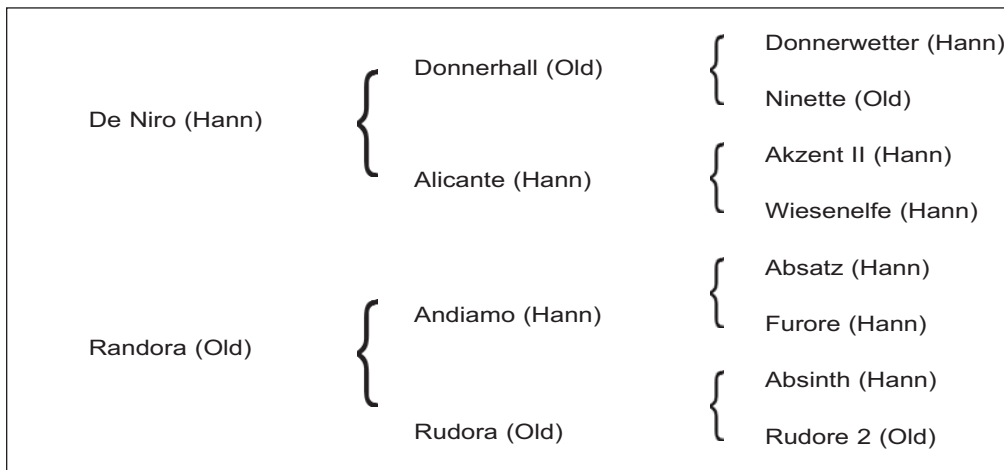 Donnerwetter (Hann)
Donnerhall (Old)
Ninette (Old)
De Niro (Hann)
Akzent II (Hann)
Alicante (Hann)
Wiesenelfe (Hann)
Absatz (Hann)
Andiamo (Hann)
Furore (Hann)
Randora (Old)
Absinth (Hann)
Rudora (Old)
Rudore 2 (Old)